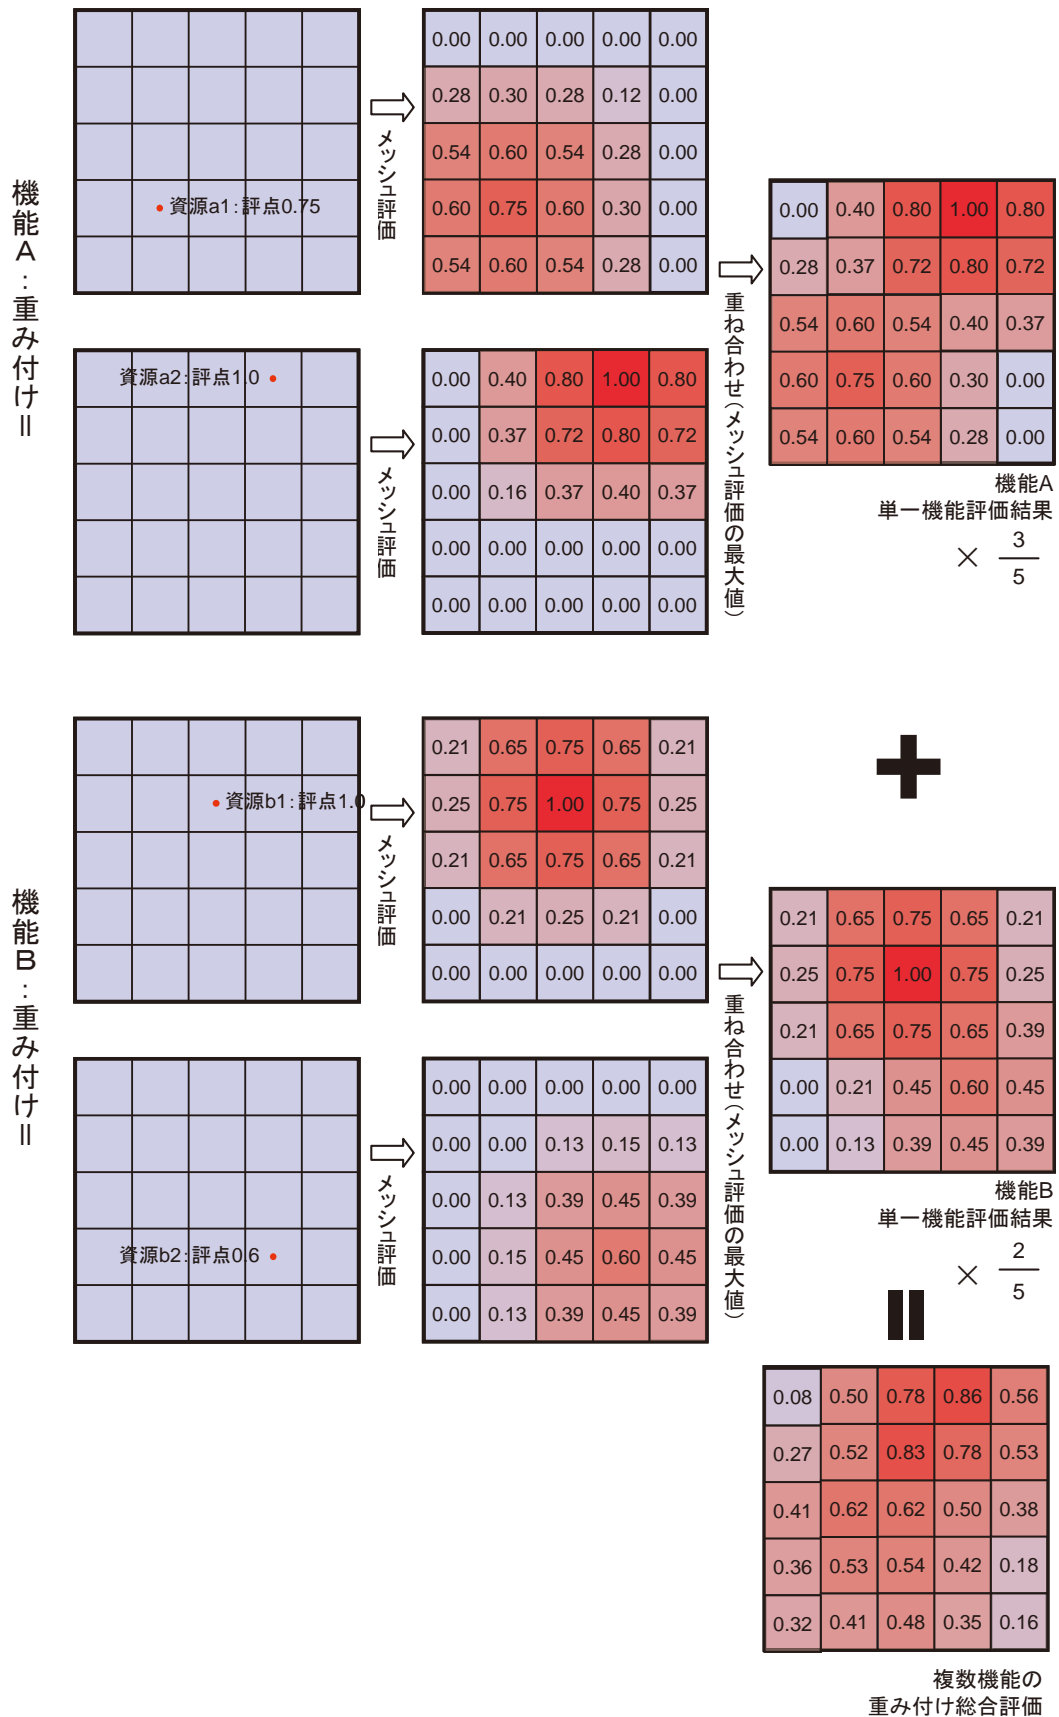 機能A：重み付け＝
資源a1：評点0.75
メッシュ評価
0.00 0.00 0.00 0.00 0.00
0.28 0.30 0.28 0.12 0.00
0.54 0.60 0.54 0.28 0.00
0.60 0.75 0.60 0.30 0.00
0.54 0.60 0.54 0.28 0.00
資源a2：評点1.0
メッシュ評価
0.00 0.40 0.80 1.00 0.80
0.00 0.37 0.72 0.80 0.72
0.00 0.16 0.37 0.40 0.37
0.00 0.00 0.00 0.00 0.00
0.00 0.00 0.00 0.00 0.00
重ね合わせ（メッシュ評価の最大値）
0.00 0.40 0.80 1.00 0.80
0.28 0.37 0.72 0.80 0.72
0.54 0.60 0.54 0.40 0.37
0.60 0.75 0.60 0.30 0.00
0.54 0.60 0.54 0.28 0.00
機能A
単一機能評価結果
× 3/5
+
機能B：重み付け＝
資源b1：評点1.0
メッシュ評価
0.21 0.65 0.75 0.65 0.21
0.25 0.75 1.00 0.75 0.25
0.21 0.65 0.75 0.65 0.21
0.00 0.21 0.25 0.21 0.00
0.00 0.00 0.00 0.00 0.00
資源b2：評点0.6
メッシュ評価
0.00 0.00 0.00 0.00 0.00
0.00 0.00 0.13 0.15 0.13
0.00 0.13 0.39 0.45 0.39
0.00 0.15 0.45 0.60 0.45
0.00 0.13 0.39 0.45 0.39
重ね合わせ（メッシュ評価の最大値）
0.21 0.65 0.75 0.65 0.21
0.25 0.75 1.00 0.75 0.25
0.21 0.65 0.75 0.65 0.39
0.00 0.21 0.45 0.60 0.45
0.00 0.13 0.39 0.45 0.39
機能B
単一機能評価結果
× 2/5
=
0.08 0.50 0.78 0.86 0.56
0.27 0.52 0.83 0.78 0.53
0.41 0.62 0.62 0.50 0.38
0.36 0.53 0.54 0.42 0.18
0.32 0.41 0.48 0.35 0.16
複数機能の
重み付け総合評価